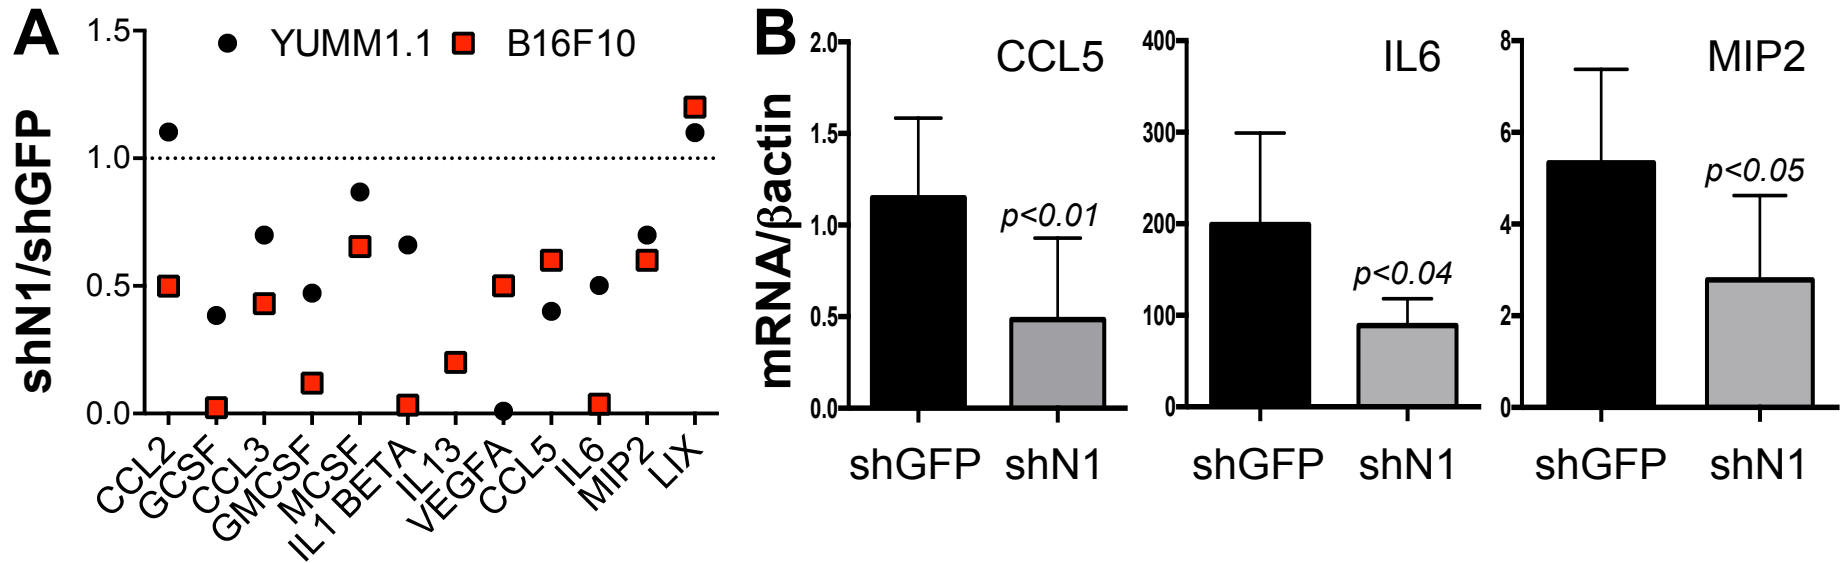 A
YUMM1.1 B16F10
shN1/shGFP
1.5
1.0
0.5
0.0
CCL2
GCSF
CCL3
GMCSF
MCSF
IL1 BETA
IL13
VEGFA
CCL5
IL6
MIP2
LIX
B
mRNA/βactin
CCL5
2.0
1.5
1.0
0.5
0.0
p<0.01
shGFP shN1
IL6
400
300
200
100
0
p<0.04
shGFP shN1
MIP2
8
6
4
2
0
p<0.05
shGFP shN1